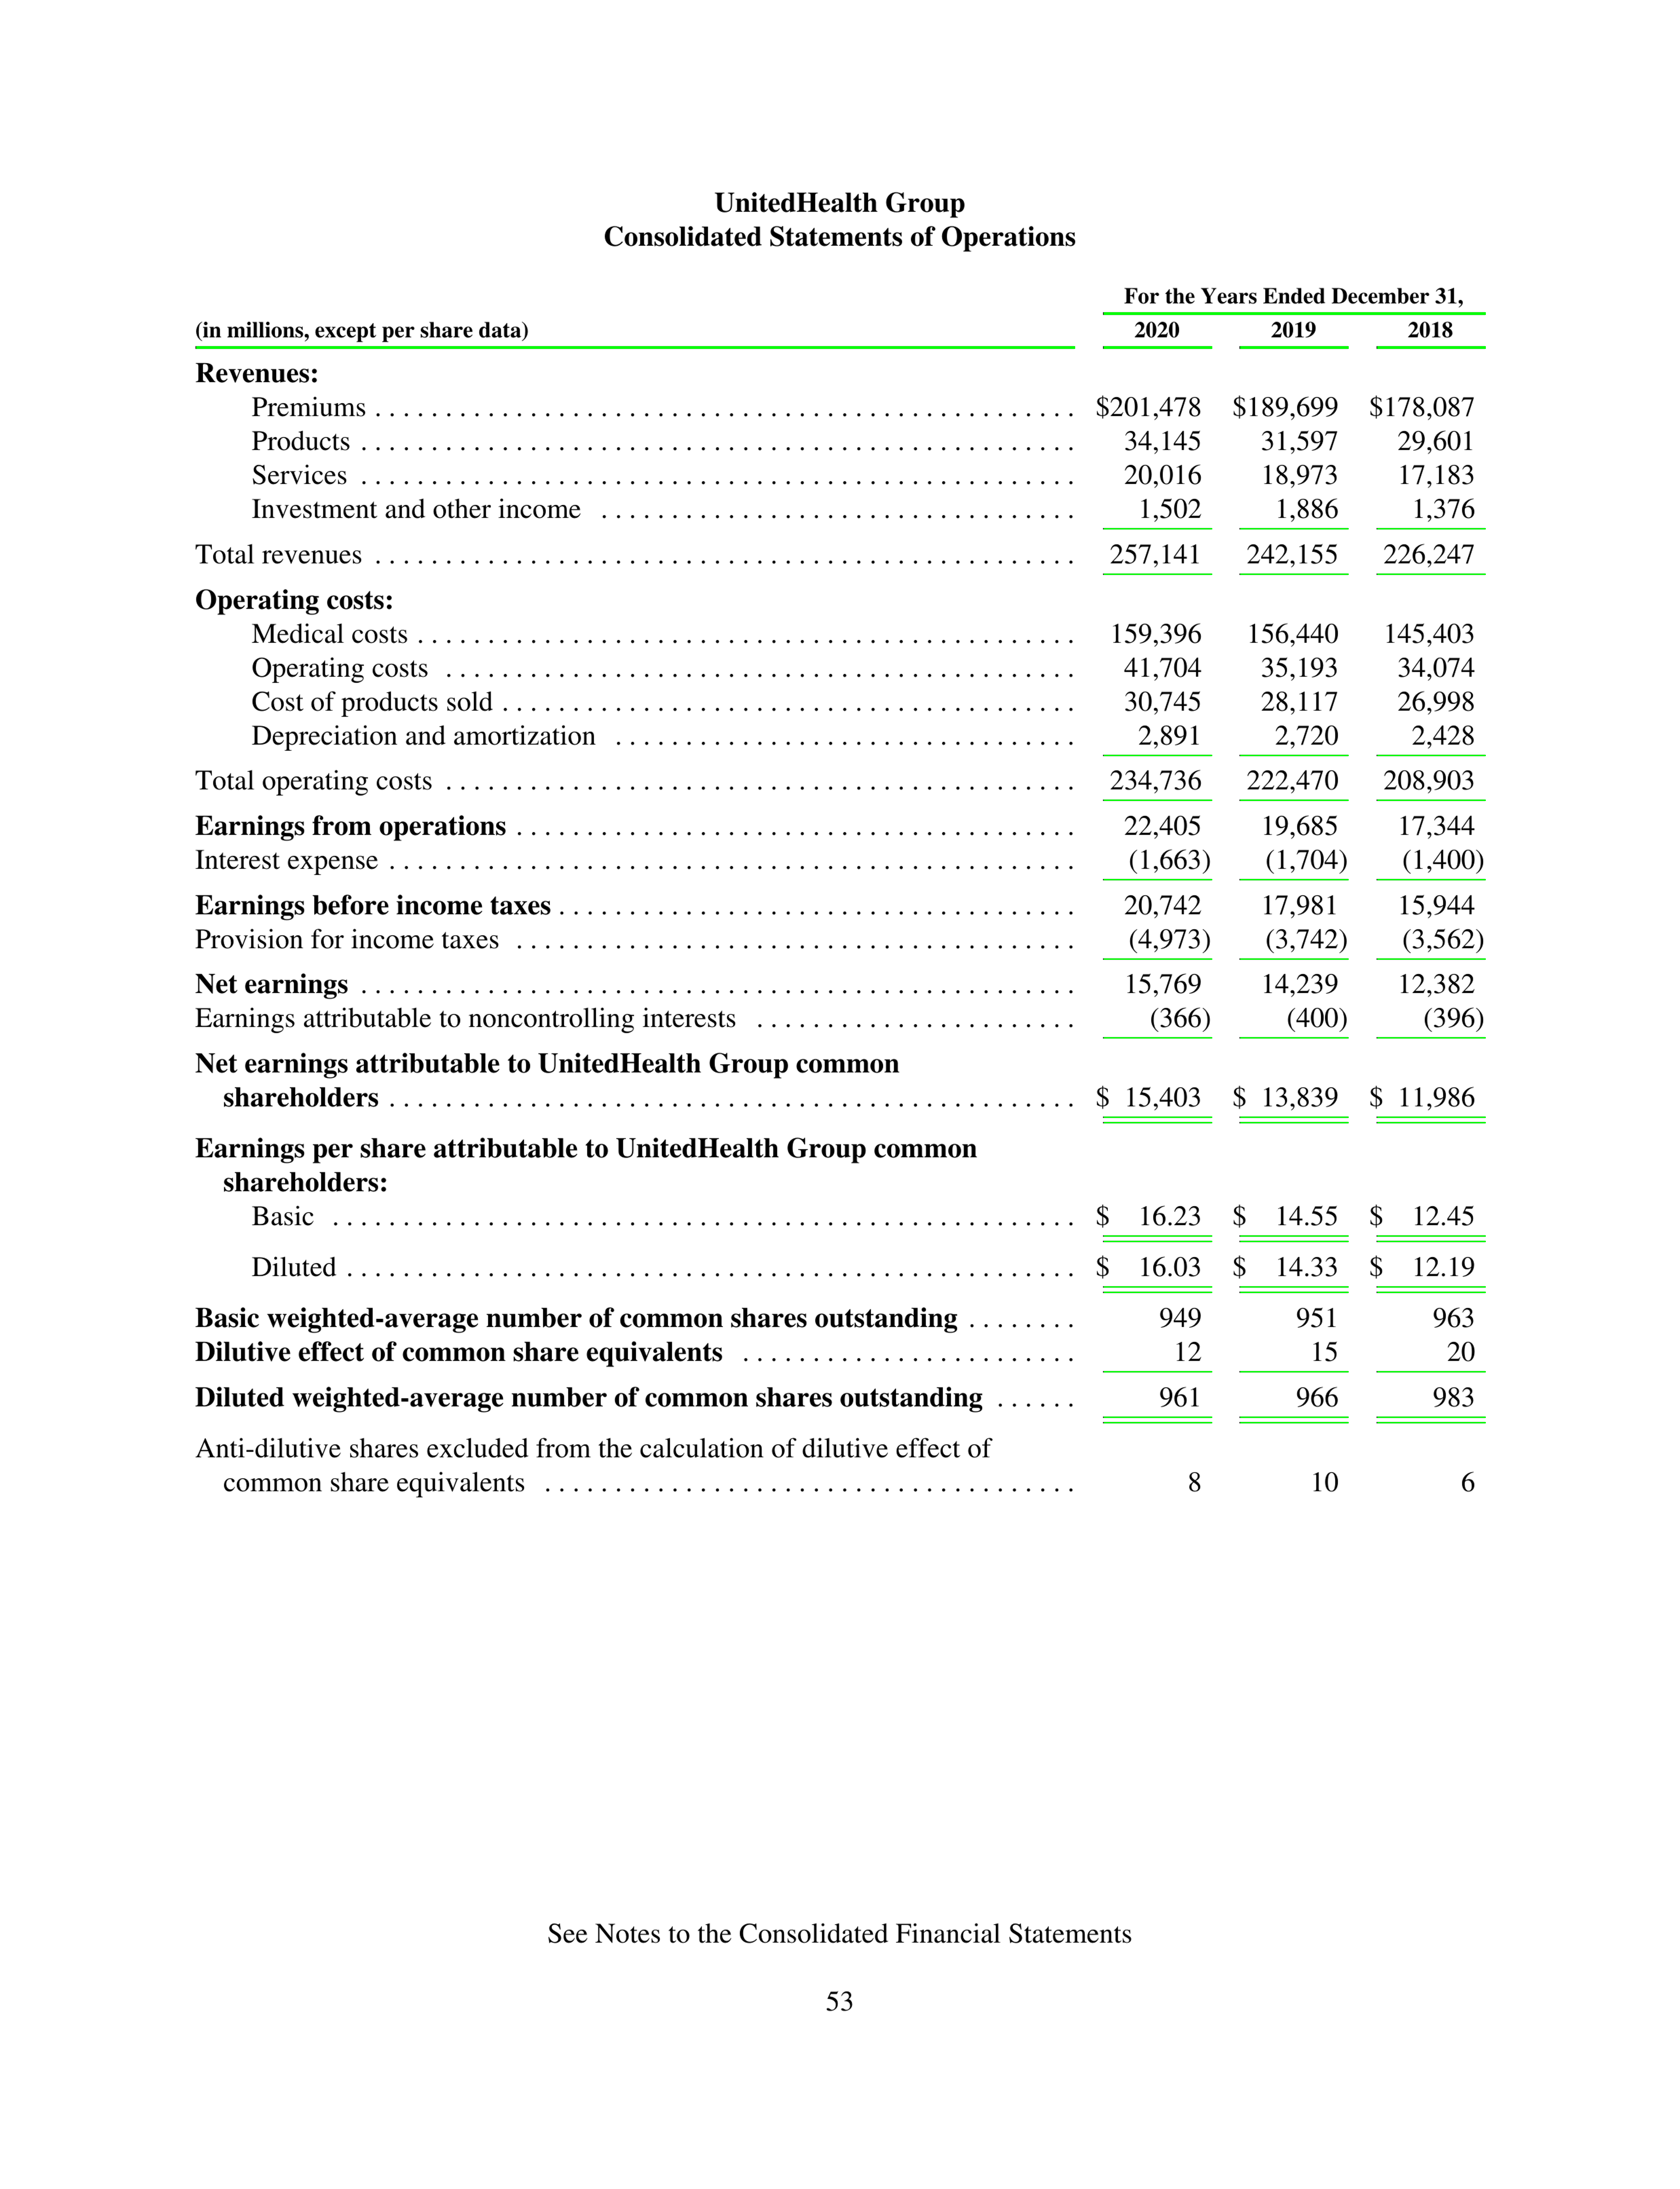 UnitedHealth Group
Consolidated Statements of Operations
For the Years Ended December 31,
(in millions, except per share data) 2020 2019 2018
Revenues:
Premiums $201,478 $189,699 $178,087
Products 34,145 31,597 29,601
Services 20,016 18,973 17,183
Investment and other income 1,502 1,886 1,376
Total revenues 257,141 242,155 226,247
Operating costs:
Medical costs 159,396 156,440 145,403
Operating costs 41,704 35,193 34,074
Cost of products sold 30,745 28,117 26,998
Depreciation and amortization 2,891 2,720 2,428
Total operating costs 234,736 222,470 208,903
Earnings from operations 22,405 19,685 17,344
Interest expense (1,663) (1,704) (1,400)
Earnings before income taxes 20,742 17,981 15,944
Provision for income taxes (4,973) (3,742) (3,562)
Net earnings 15,769 14,239 12,382
Earnings attributable to noncontrolling interests (366) (400) (396)
Net earnings attributable to UnitedHealth Group common
shareholders $ 15,403 $ 13,839 $ 11,986
Earnings per share attributable to UnitedHealth Group common
shareholders:
Basic $ 16.23 $ 14.55 $ 12.45
Diluted $ 16.03 $ 14.33 $ 12.19
Basic weighted-average number of common shares outstanding 949 951 963
Dilutive effect of common share equivalents 12 15 20
Diluted weighted-average number of common shares outstanding 961 966 983
Anti-dilutive shares excluded from the calculation of dilutive effect of
common share equivalents 8 10 6
See Notes to the Consolidated Financial Statements
53